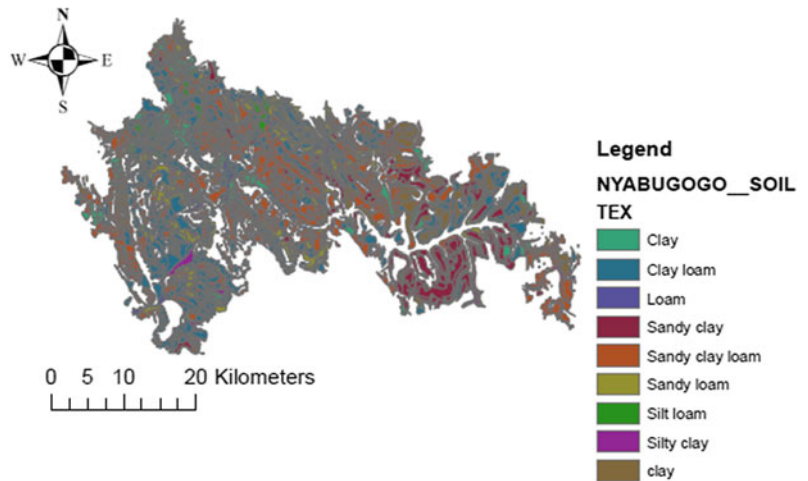 N
W E
S
Legend
NYABUGOGO__SOIL
TEX
Clay
Clay loam
Loam
Sandy clay
Sandy clay loam
Sandy loam
Silt loam
Silty clay
clay
0 5 10 20 Kilometers